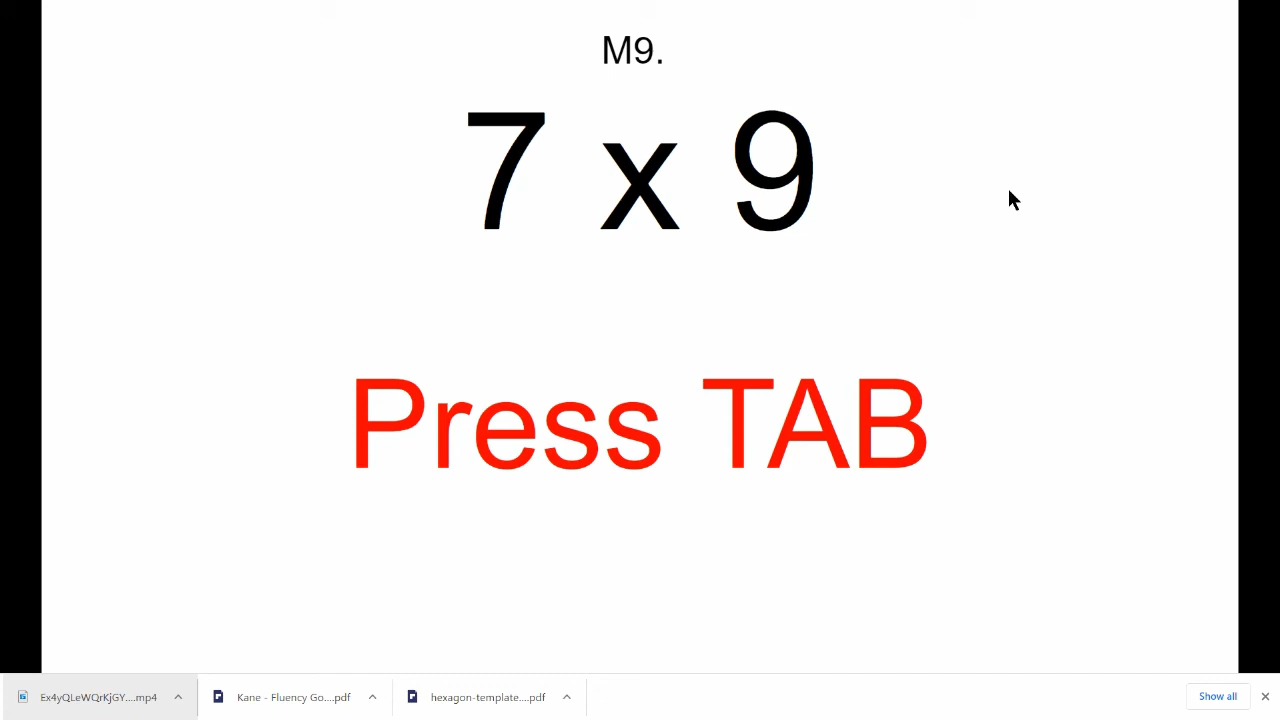 M9.
7 x 9
Press TAB
Ex4yQLeWQrKjGY....mp4
Kane - Fluency Go....pdf
hexagon-template....pdf
Show all